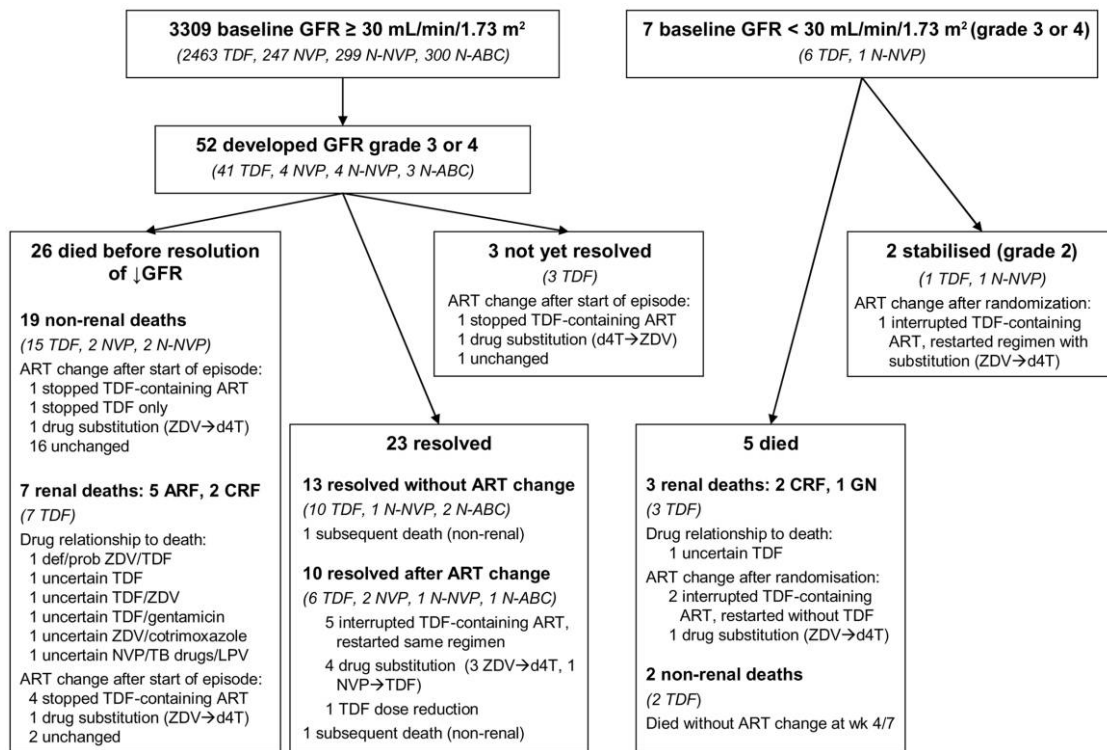 3309 baseline GFR ≥ 30 mL/min/1.73 m²
(2463 TDF, 247 NVP, 299 N-NVP, 300 N-ABC)
7 baseline GFR < 30 mL/min/1.73 m² (grade 3 or 4)
(6 TDF, 1 N-NVP)
52 developed GFR grade 3 or 4
(41 TDF, 4 NVP, 4 N-NVP, 3 N-ABC)
26 died before resolution
of ↓GFR
19 non-renal deaths
(15 TDF, 2 NVP, 2 N-NVP)
ART change after start of episode:
1 stopped TDF-containing ART
1 stopped TDF only
1 drug substitution (ZDV→d4T)
16 unchanged
7 renal deaths: 5 ARF, 2 CRF
(7 TDF)
Drug relationship to death:
1 def/prob ZDV/TDF
1 uncertain TDF
1 uncertain TDF/ZDV
1 uncertain TDF/gentamicin
1 uncertain ZDV/cotrimoxazole
1 uncertain NVP/TB drugs/LPV
ART change after start of episode:
4 stopped TDF-containing ART
1 drug substitution (ZDV→d4T)
2 unchanged
3 not yet resolved
(3 TDF)
ART change after start of episode:
1 stopped TDF-containing ART
1 drug substitution (d4T→ZDV)
1 unchanged
23 resolved
13 resolved without ART change
(10 TDF, 1 N-NVP, 2 N-ABC)
1 subsequent death (non-renal)
10 resolved after ART change
(6 TDF, 2 NVP, 1 N-NVP, 1 N-ABC)
5 interrupted TDF-containing ART,
restarted same regimen
4 drug substitution (3 ZDV→d4T, 1
NVP→TDF)
1 TDF dose reduction
1 subsequent death (non-renal)
2 stabilised (grade 2)
(1 TDF, 1 N-NVP)
ART change after randomization:
1 interrupted TDF-containing
ART, restarted regimen with
substitution (ZDV→d4T)
5 died
3 renal deaths: 2 CRF, 1 GN
(3 TDF)
Drug relationship to death:
1 uncertain TDF
ART change after randomisation:
2 interrupted TDF-containing
ART, restarted without TDF
1 drug substitution (ZDV→d4T)
2 non-renal deaths
(2 TDF)
Died without ART change at wk 4/7